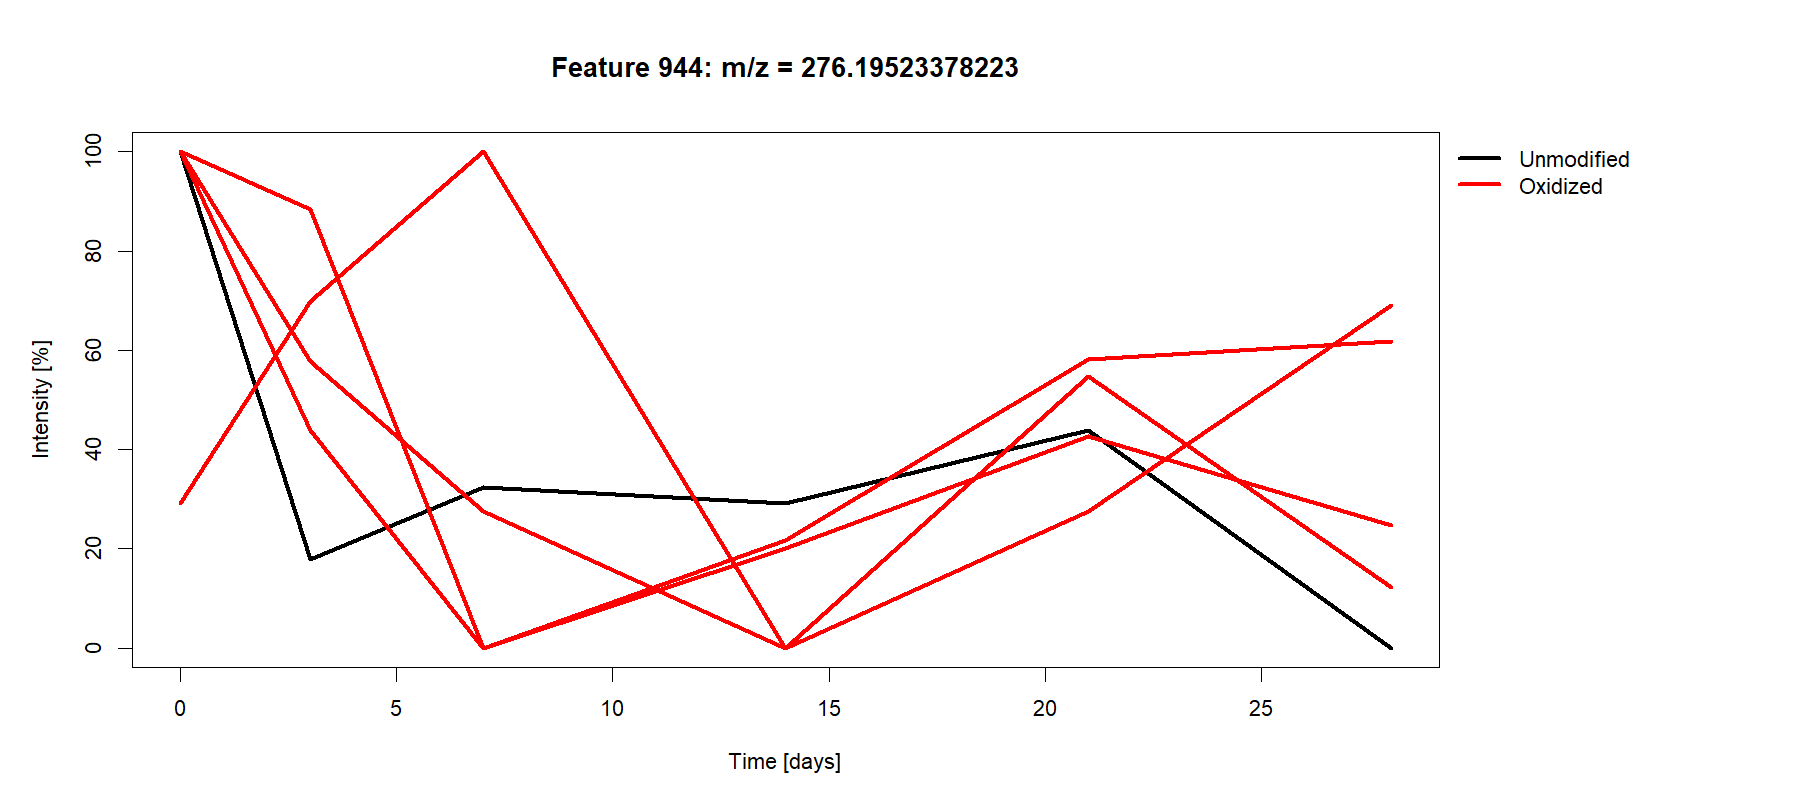 Feature 944: m/z = 276.19523378223
Unmodified
Oxidized
Intensity [%]
100
80
60
40
20
0
0 5 10 15 20 25
Time [days]